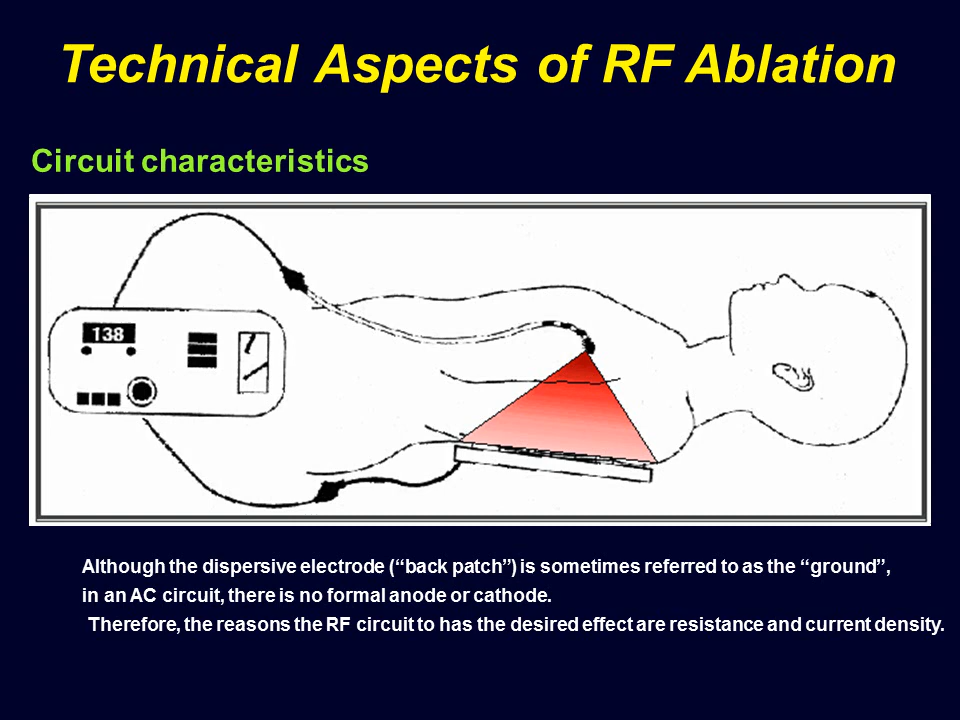 Technical Aspects of RF Ablation
Circuit characteristics
138
Although the dispersive electrode (“back patch”) is sometimes referred to as the “ground”,
in an AC circuit, there is no formal anode or cathode.
Therefore, the reasons the RF circuit to has the desired effect are resistance and current density.